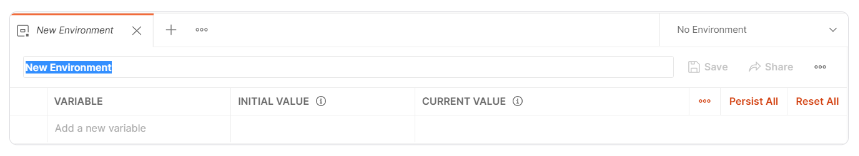 New Environment
No Environment
New Environment
Save
Share
VARIABLE INITIAL VALUE CURRENT VALUE Persist All Reset All
Add a new variable